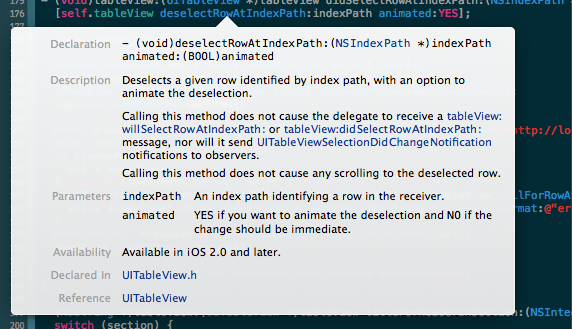 175 - (void)tableView:(UITableView *)tableView didSelectRowAtIndexPath:(NSIndexPath
176 [self.tableView deselectRowAtIndexPath:indexPath animated:YES];
177
Declaration - (void)deselectRowAtIndexPath:(NSIndexPath *)indexPath
animated:(BOOL)animated
Description Deselects a given row identified by index path, with an option to
animate the deselection.
Calling this method does not cause the delegate to receive a tableView:
willSelectRowAtIndexPath: or tableView:didSelectRowAtIndexPath:
message, nor will it send UITableViewSelectionDidChangeNotification
notifications to observers.
Calling this method does not cause any scrolling to the deselected row.
Parameters indexPath An index path identifying a row in the receiver.
animated YES if you want to animate the deselection and NO if the
change should be immediate.
Availability Available in iOS 2.0 and later.
Declared In UITableView.h
Reference UITableView
200 switch (section) {